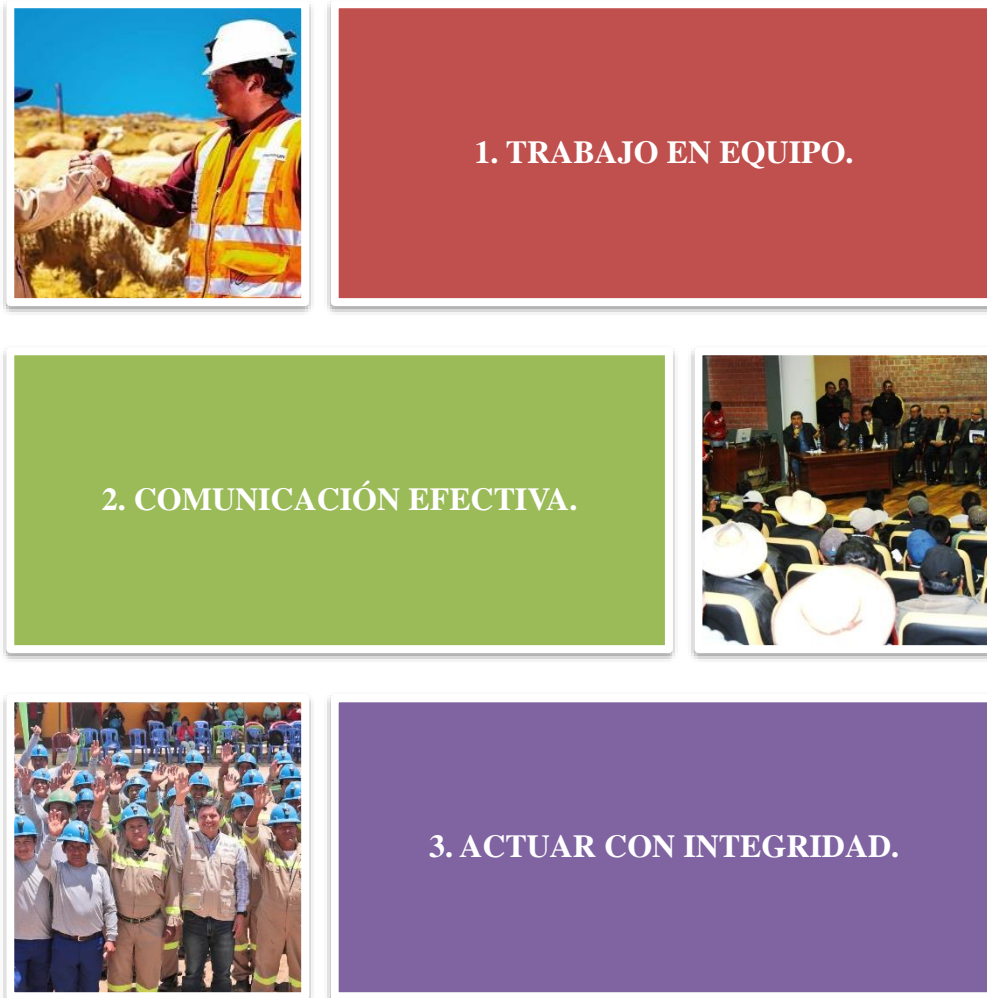 1. TRABAJO EN EQUIPO.
2. COMUNICACIÓN EFECTIVA.
3. ACTUAR CON INTEGRIDAD.